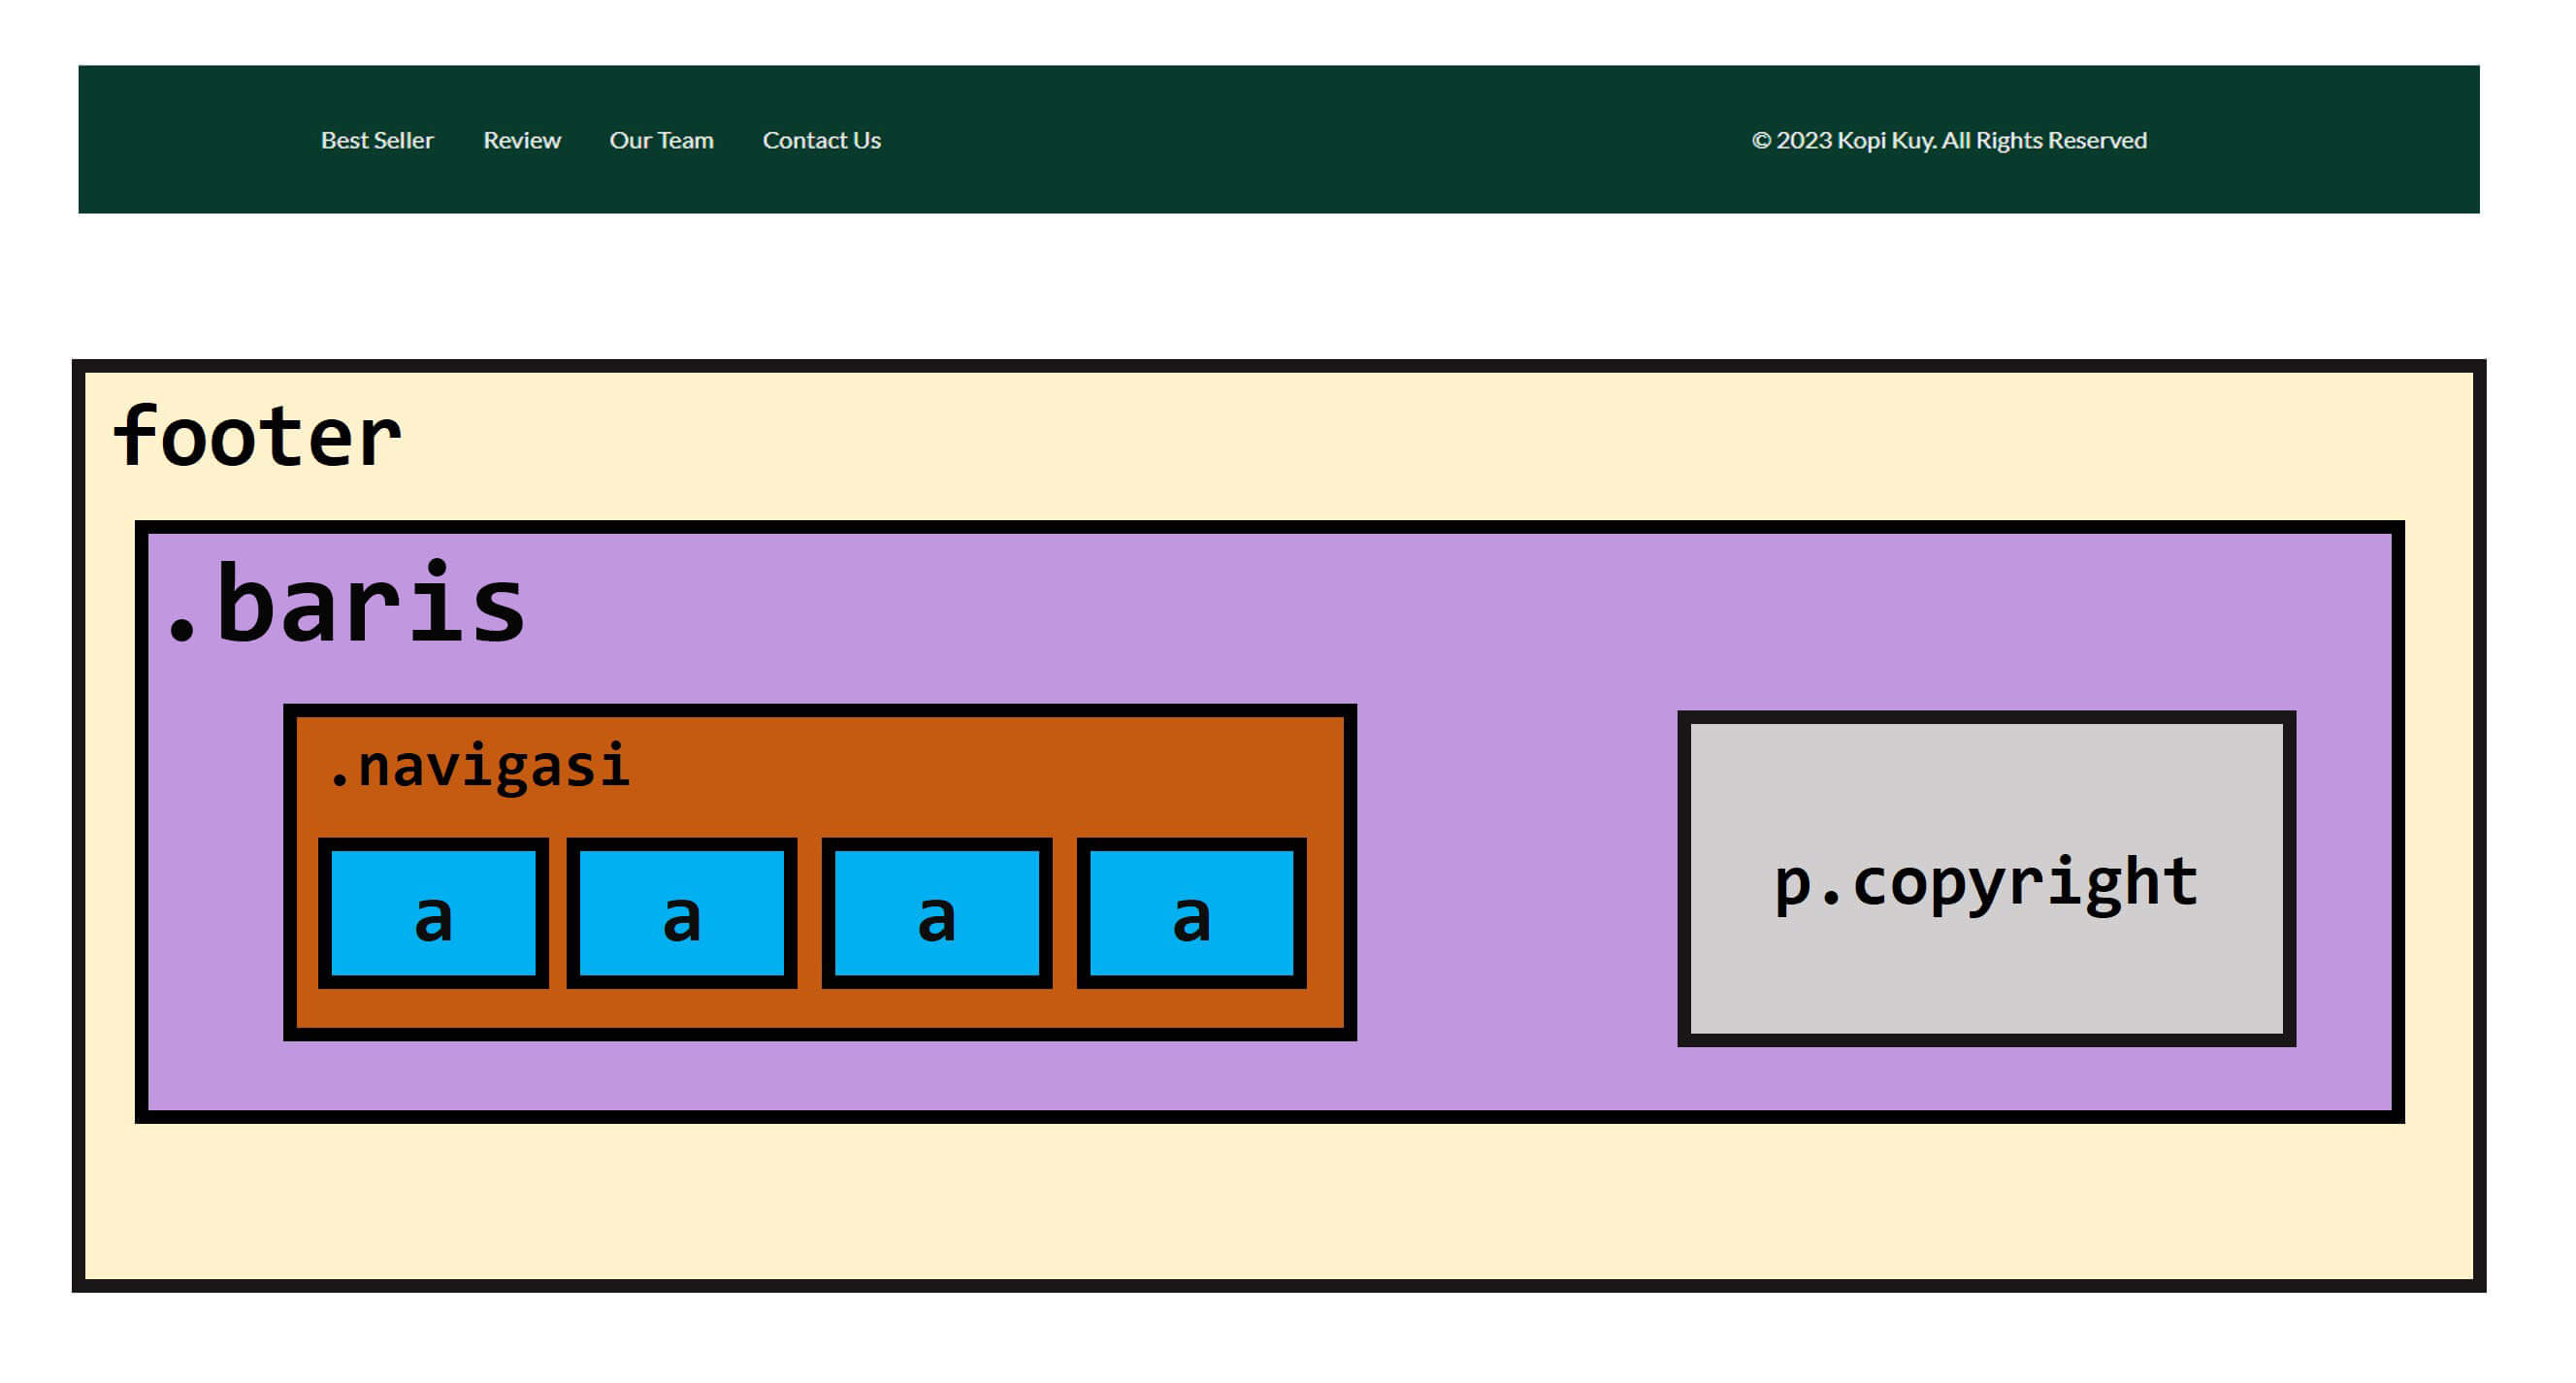 Best Seller Review Our Team Contact Us © 2023 Kopi Kuy. All Rights Reserved
footer
.baris
.navigasi
a a a a
p.copyright